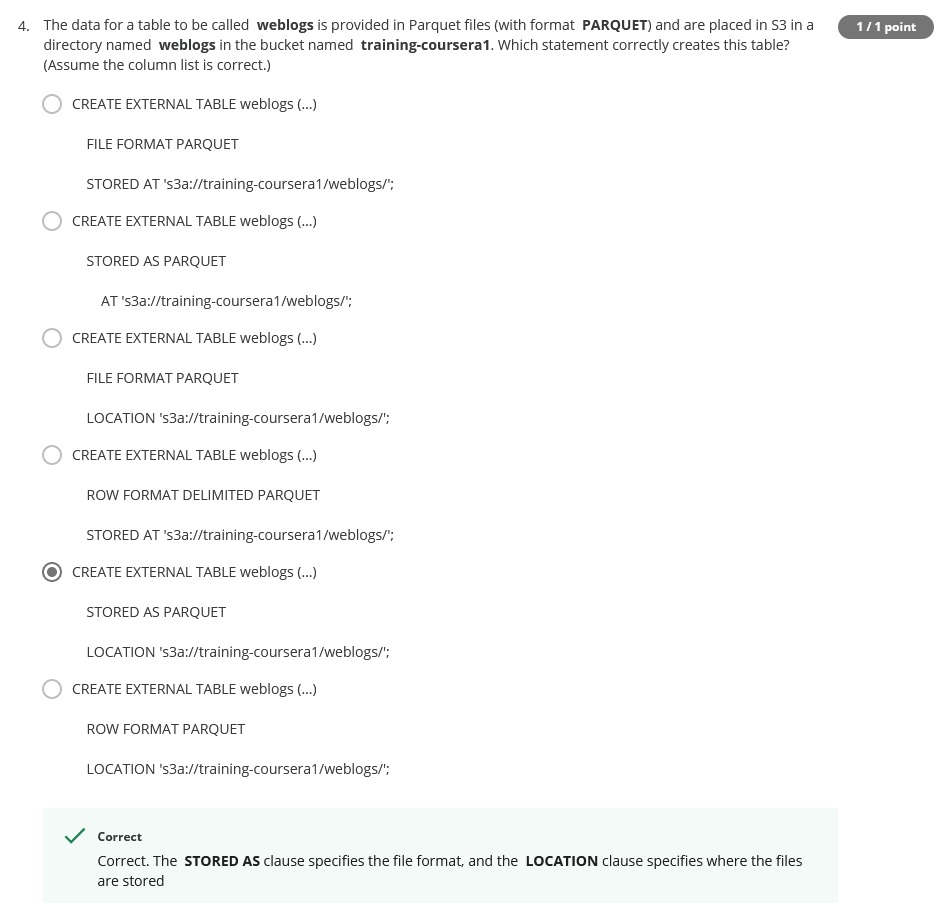 4. The data for a table to be called weblogs is provided in Parquet files (with format PARQUET) and are placed in S3 in a
1 / 1 point
directory named weblogs in the bucket named training-coursera1. Which statement correctly creates this table?
(Assume the column list is correct.)
CREATE EXTERNAL TABLE weblogs (...)
FILE FORMAT PARQUET
STORED AT 's3a://training-coursera1/weblogs/';
CREATE EXTERNAL TABLE weblogs (...)
STORED AS PARQUET
AT 's3a://training-coursera1/weblogs/';
CREATE EXTERNAL TABLE weblogs (...)
FILE FORMAT PARQUET
LOCATION 's3a://training-coursera1/weblogs/';
CREATE EXTERNAL TABLE weblogs (...)
ROW FORMAT DELIMITED PARQUET
STORED AT 's3a://training-coursera1/weblogs/';
CREATE EXTERNAL TABLE weblogs (...)
STORED AS PARQUET
LOCATION 's3a://training-coursera1/weblogs/';
CREATE EXTERNAL TABLE weblogs (...)
ROW FORMAT PARQUET
LOCATION 's3a://training-coursera1/weblogs/';
Correct
Correct. The STORED AS clause specifies the file format, and the LOCATION clause specifies where the files
are stored